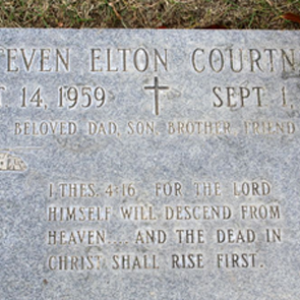 TEVEN ELTON COURTN
T 14, 1959 SEPT 1,
BELOVED DAD, SON, BROTHER FRIEND
I THES. 4:16 FOR THE LORD
HIMSELF WILL DESCEND FROM
HEAVEN.... AND THE DEAD IN
CHRIST SHALL RISE FIRST.